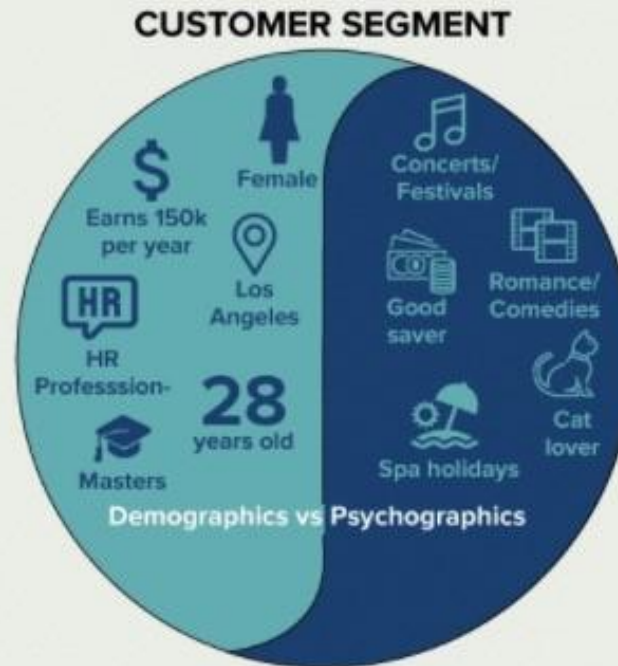 CUSTOMER SEGMENT
Female
$
Earns 150k
per year
Los
Angeles
HR
HR
Professsion-
28
years old
Masters
Concerts/
Festivals
Good
saver
Romance/
Comedies
Cat
lover
Spa holidays
Demographics vs Psychographics